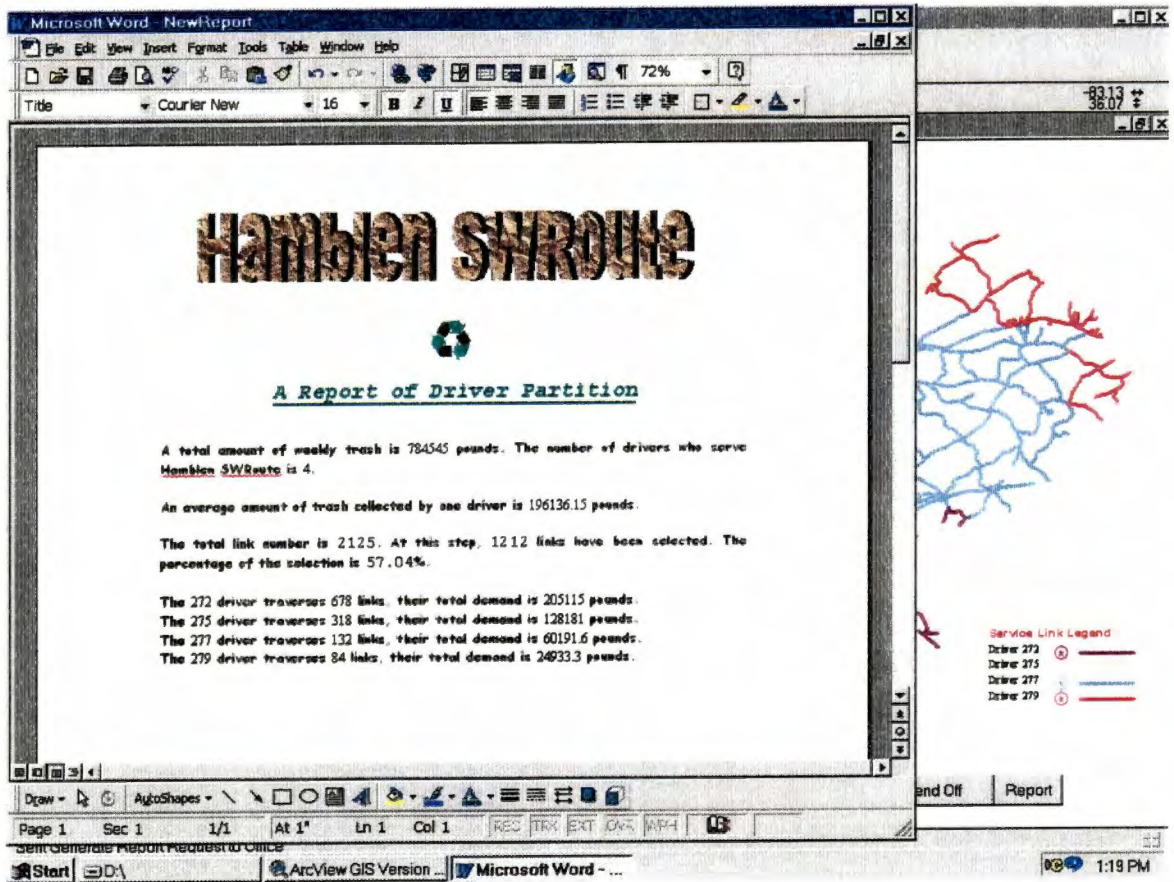 Microsoft Word - NewReport
File Edit View Insert Format Tools Table Window Help
72%
Title Courier New 16 B I U
-83.13
36.07
Hamblen SWRoute
A Report of Driver Partition
A total amount of weekly trash is 784545 pounds. The number of drivers who serve
Hamblen SWRoute is 4.
An average amount of trash collected by one driver is 196136.15 pounds.
The total link number is 2125. At this step, 1212 links have been selected. The
percentage of the selection is 57.04%.
The 272 driver traverses 678 links, their total demand is 205115 pounds.
The 275 driver traverses 318 links, their total demand is 128181 pounds.
The 277 driver traverses 132 links, their total demand is 60191.6 pounds.
The 279 driver traverses 84 links, their total demand is 24933.3 pounds.
Service Link Legend
Driver 272
Driver 275
Driver 277
Driver 279
end Off Report
Draw AutoShapes
Page 1 Sec 1 1/1 At 1" Ln 1 Col 1 REC TRK EXT OVR WPH
Sent Generate Report Request to Office
Start D:\ ArcView GIS Version ... Microsoft Word - ... 1:19 PM